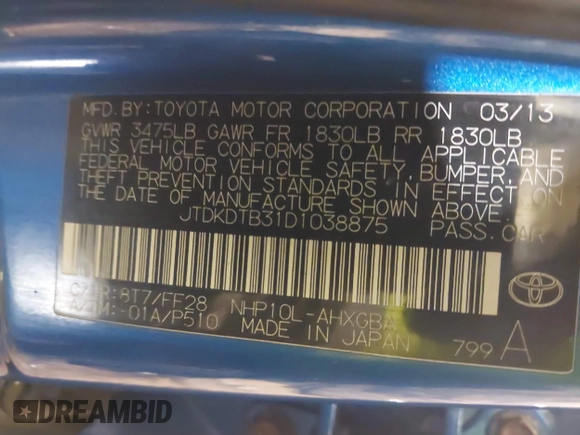 MFD.BY:TOYOTA MOTOR CORPORATION 03/13
GVWR 3475LB GAWR FR 1830LB RR 1830LB
THIS VEHICLE CONFORMS TO ALL APPLICABLE
FEDERAL MOTOR VEHICLE SAFETY, BUMPER, AND
THEFT PREVENTION STANDARDS IN EFFECT ON
THE DATE OF MANUFACTURE SHOWN ABOVE.
JTDKDTB31D1038875 PASS.CAR
C/TR:8T7/FF28 NHP10L-AHXGBA
A/TM:-01A/P510 MADE IN JAPAN
799 A
DREAMBID